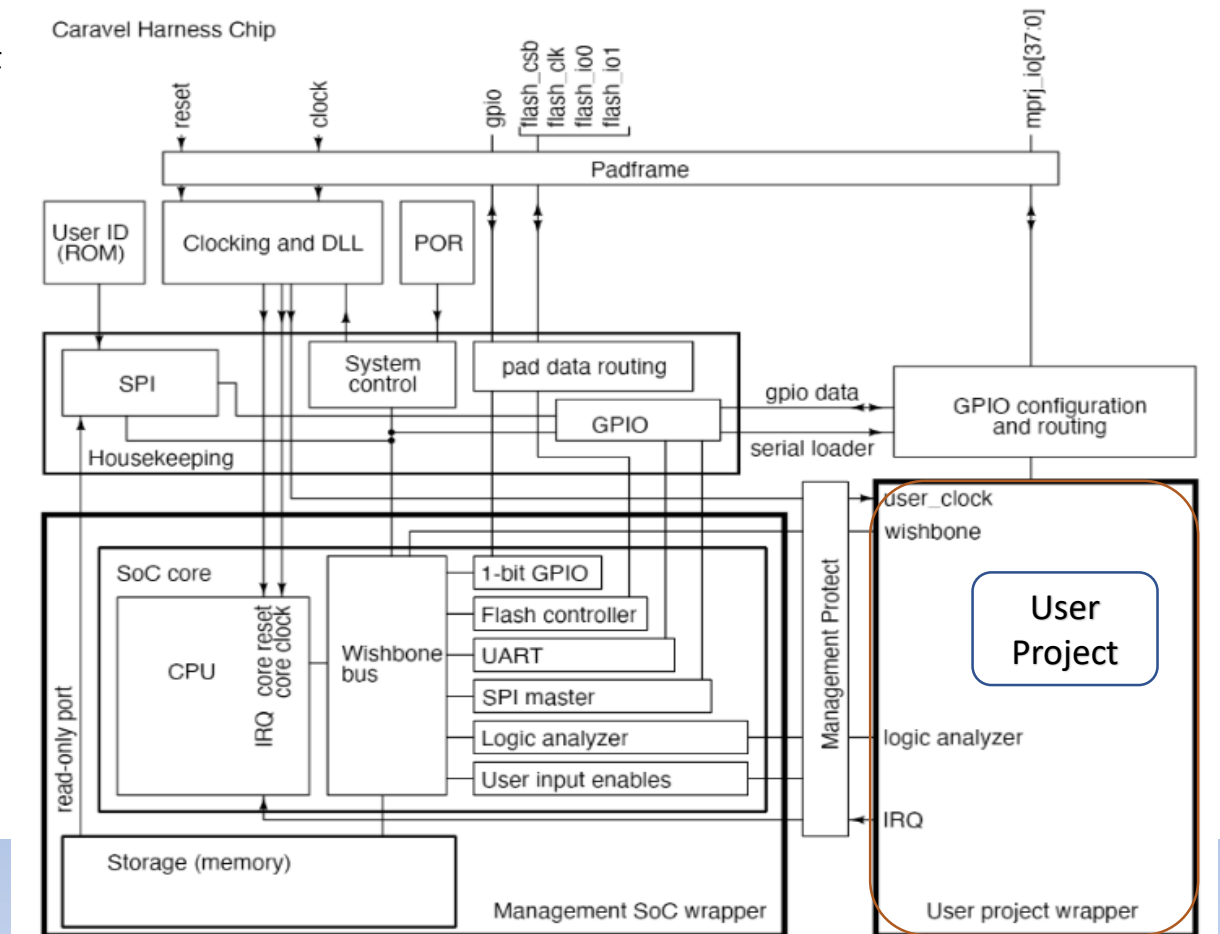 Caravel Harness Chip
reset
clock
gpio
flash_csb
flash_clk
flash_io0
flash_io1
mprj_io[37:0]
Padframe
User ID
(ROM)
Clocking and DLL
POR
SPI
System
control
pad data routing
GPIO
Housekeeping
gpio data
serial loader
GPIO configuration
and routing
SoC core
CPU
IRQ
core reset
core clock
Wishbone
bus
1-bit GPIO
Flash controller
UART
SPI master
Logic analyzer
User input enables
read-only port
Storage (memory)
Management SoC wrapper
Management Protect
user_clock
wishbone
User
Project
logic analyzer
IRQ
User project wrapper